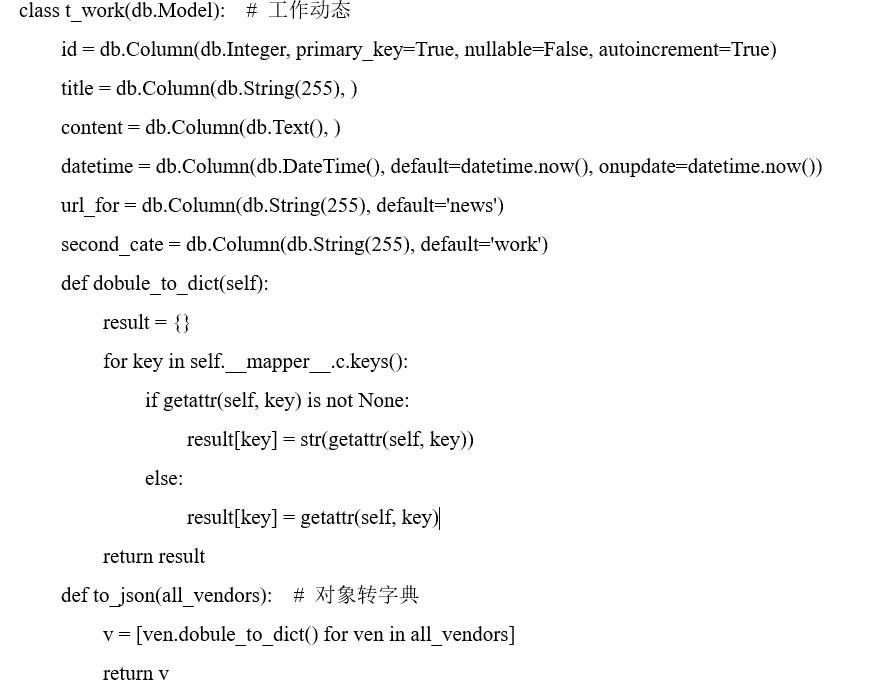 class t_work(db.Model):    # 工作动态
id = db.Column(db.Integer, primary_key=True, nullable=False, autoincrement=True)
title = db.Column(db.String(255), )
content = db.Column(db.Text(), )
datetime = db.Column(db.DateTime(), default=datetime.now(), onupdate=datetime.now())
url_for = db.Column(db.String(255), default='news')
second_cate = db.Column(db.String(255), default='work')
def dobule_to_dict(self):
result = {}
for key in self.__mapper__.c.keys():
if getattr(self, key) is not None:
result[key] = str(getattr(self, key))
else:
result[key] = getattr(self, key)
return result
def to_json(all_vendors):    # 对象转字典
v = [ven.dobule_to_dict() for ven in all_vendors]
return v